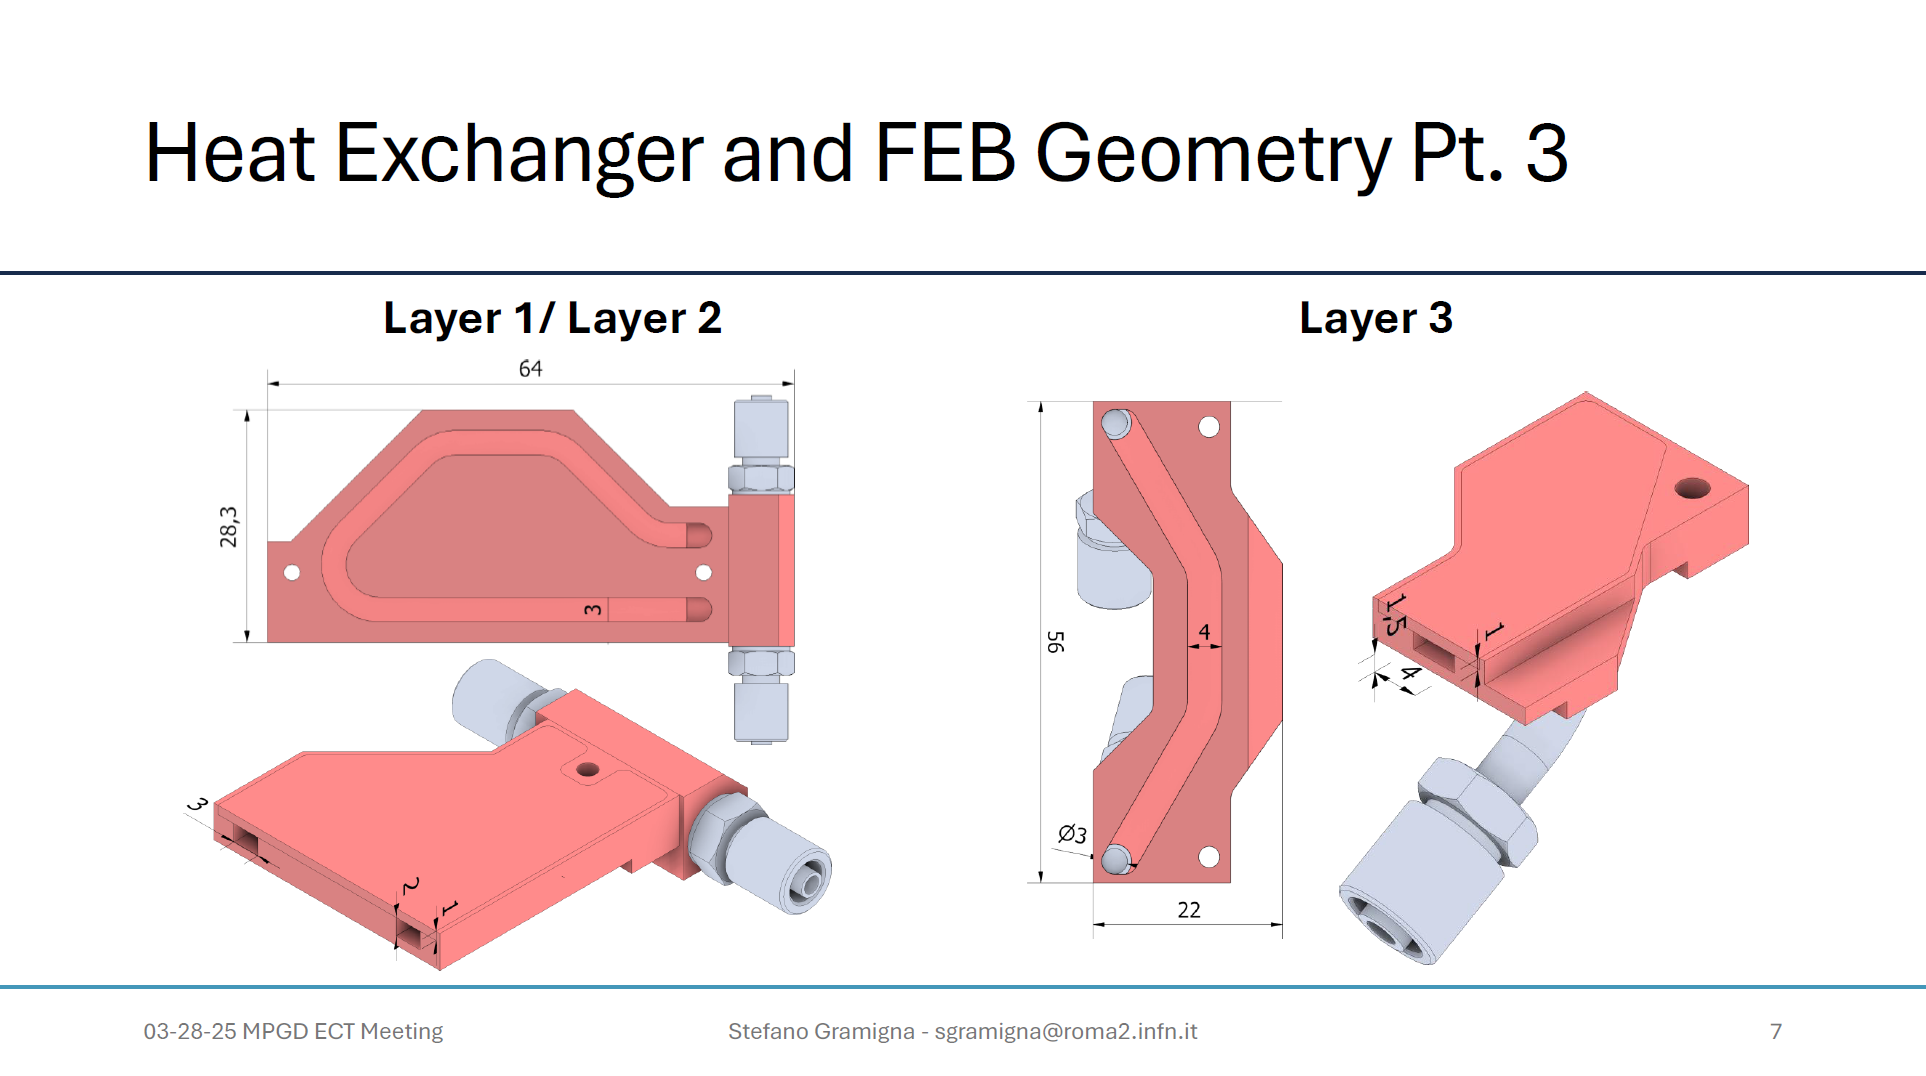 Heat Exchanger and FEB Geometry Pt. 3
Layer 1/ Layer 2
Layer 3
64
28,3
3
3
2
1
56
4
Ø3
22
1,5
4
1
03-28-25 MPGD ECT Meeting
Stefano Gramigna - sgramigna@roma2.infn.it
7